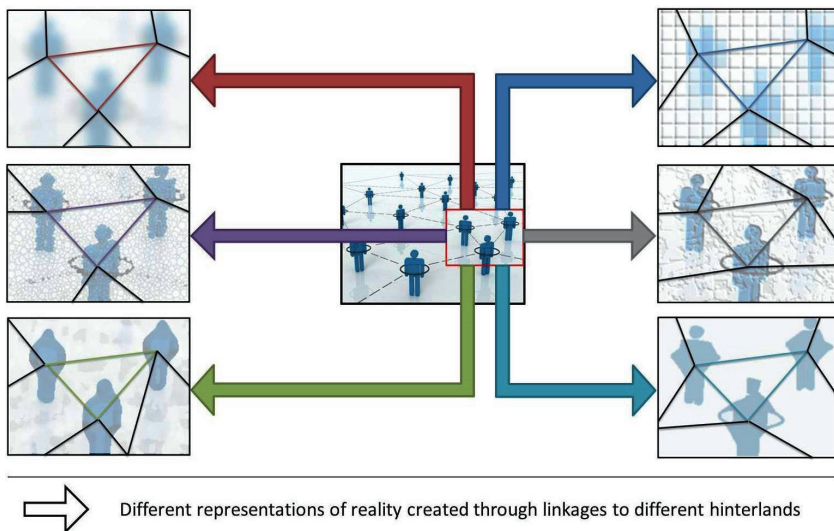 Different representations of reality created through linkages to different hinterlands